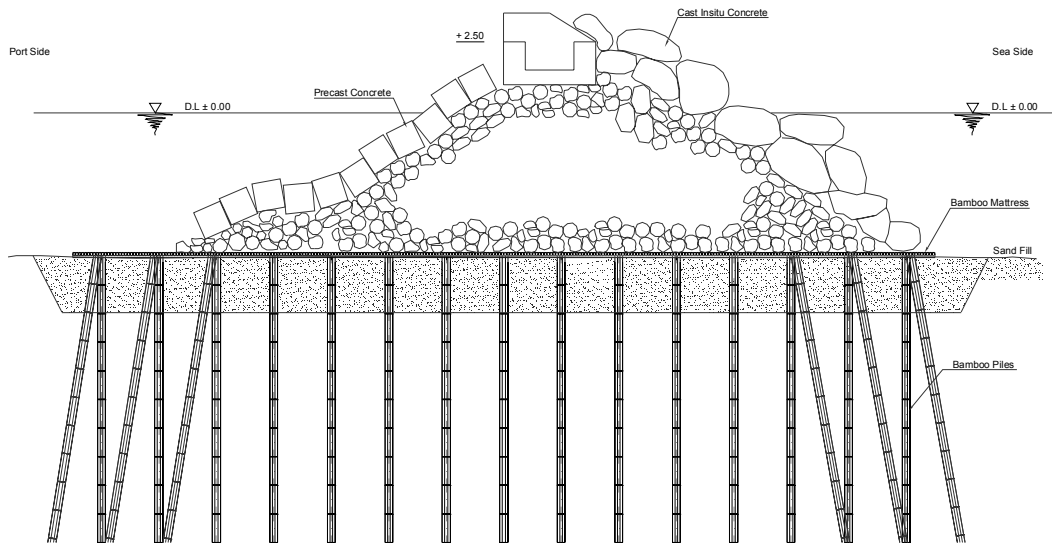 Cast Insitu Concrete
+ 2.50
Port Side
Sea Side
Precast Concrete
D.L ± 0.00
D.L ± 0.00
Bamboo Mattress
Sand Fill
Bamboo Piles